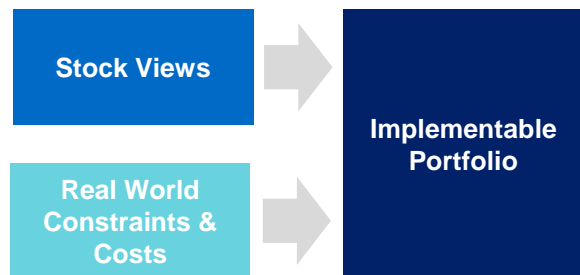 Stock Views
Implementable
Portfolio
Real World
Constraints &
Costs